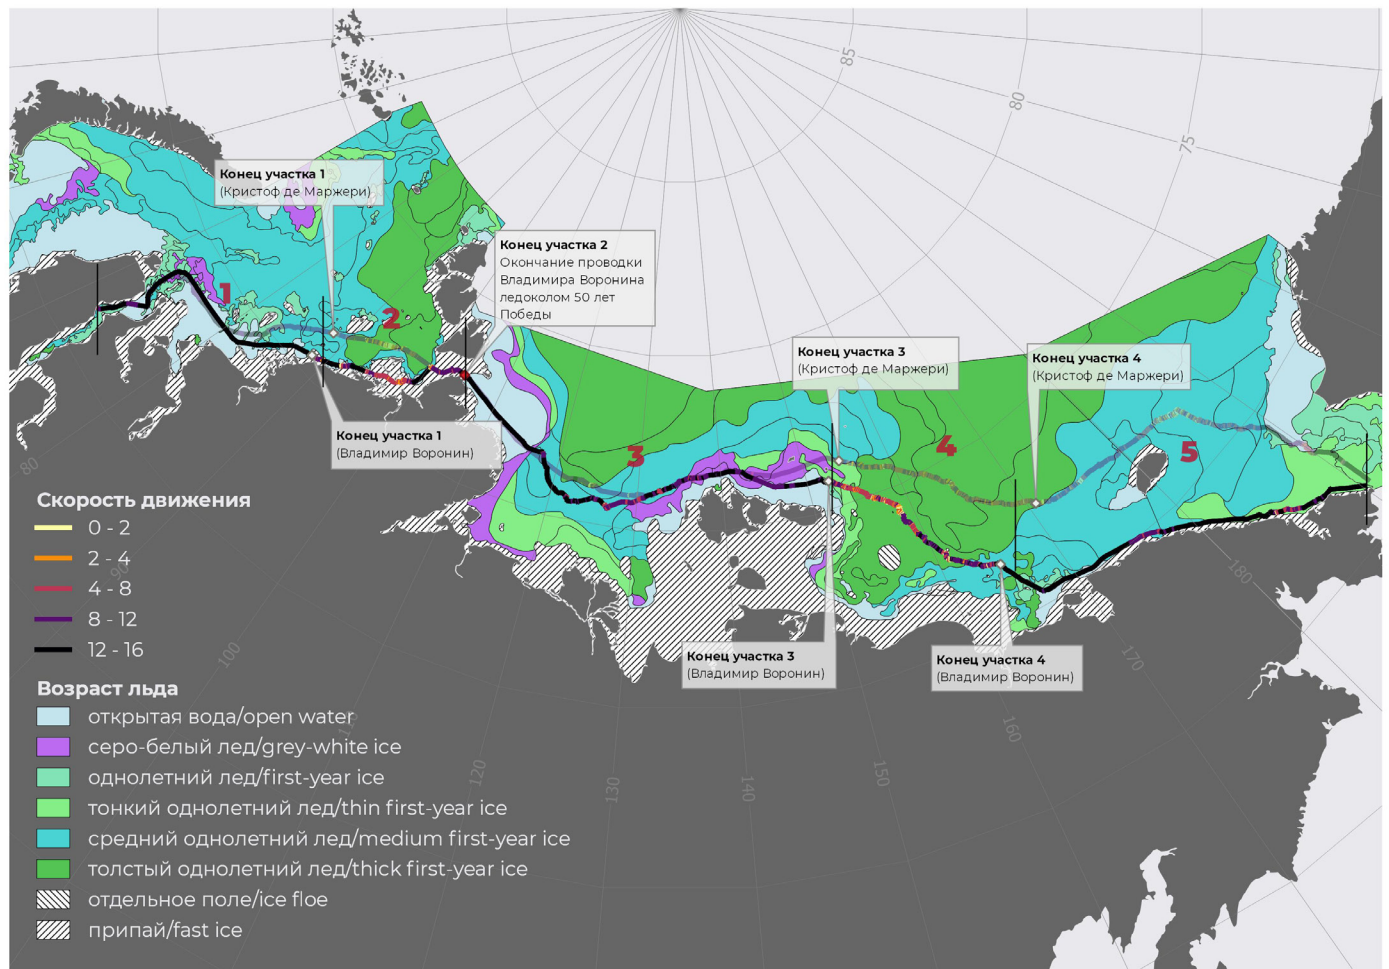 85
80
75
Конец участка 1
(Кристоф де Маржери)
Конец участка 2
Окончание проводки
Владимира Воронина
ледоколом 50 лет
Победы
1
2
Конец участка 3
(Кристоф де Маржери)
Конец участка 4
(Кристоф де Маржери)
Конец участка 1
(Владимир Воронин)
3
4
5
80
Скорость движения
0 - 2
2 - 4
4 - 8
8 - 12
12 - 16
90
100
110
120
130
140
150
160
170
180
Конец участка 3
(Владимир Воронин)
Конец участка 4
(Владимир Воронин)
Возраст льда
открытая вода/open water
серо-белый лед/grey-white ice
однолетний лед/first-year ice
тонкий однолетний лед/thin first-year ice
средний однолетний лед/medium first-year ice
толстый однолетний лед/thick first-year ice
отдельное поле/ice floe
припай/fast ice